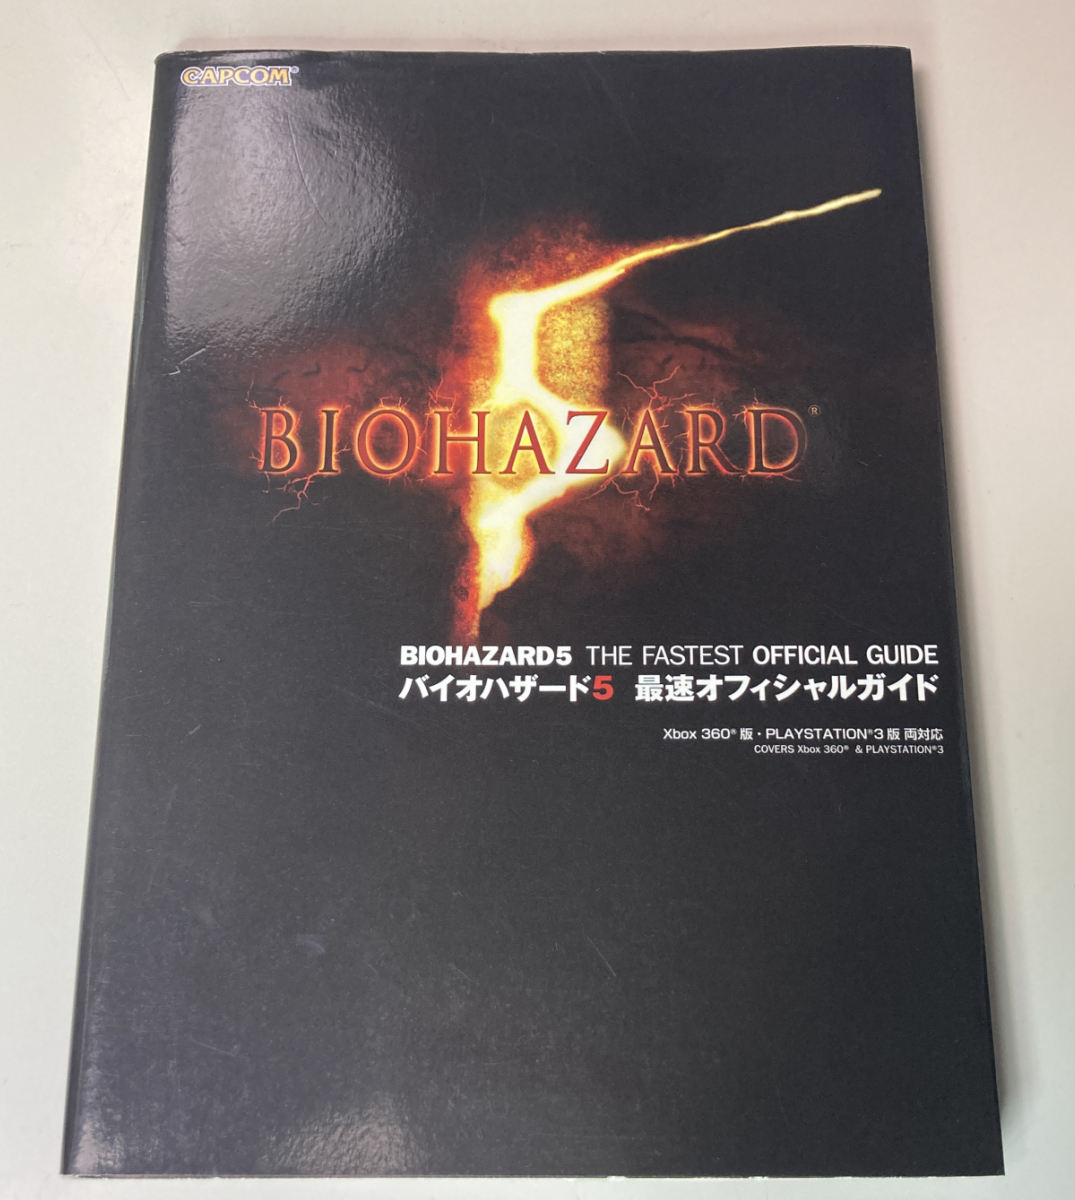 CAPCOM®
BIOHAZARD®
5
BIOHAZARD5 THE FASTEST OFFICIAL GUIDE
バイオハザード5 最速オフィシャルガイド
Xbox 360®版・PLAYSTATION®3版 両対応
COVERS Xbox 360® & PLAYSTATION®3